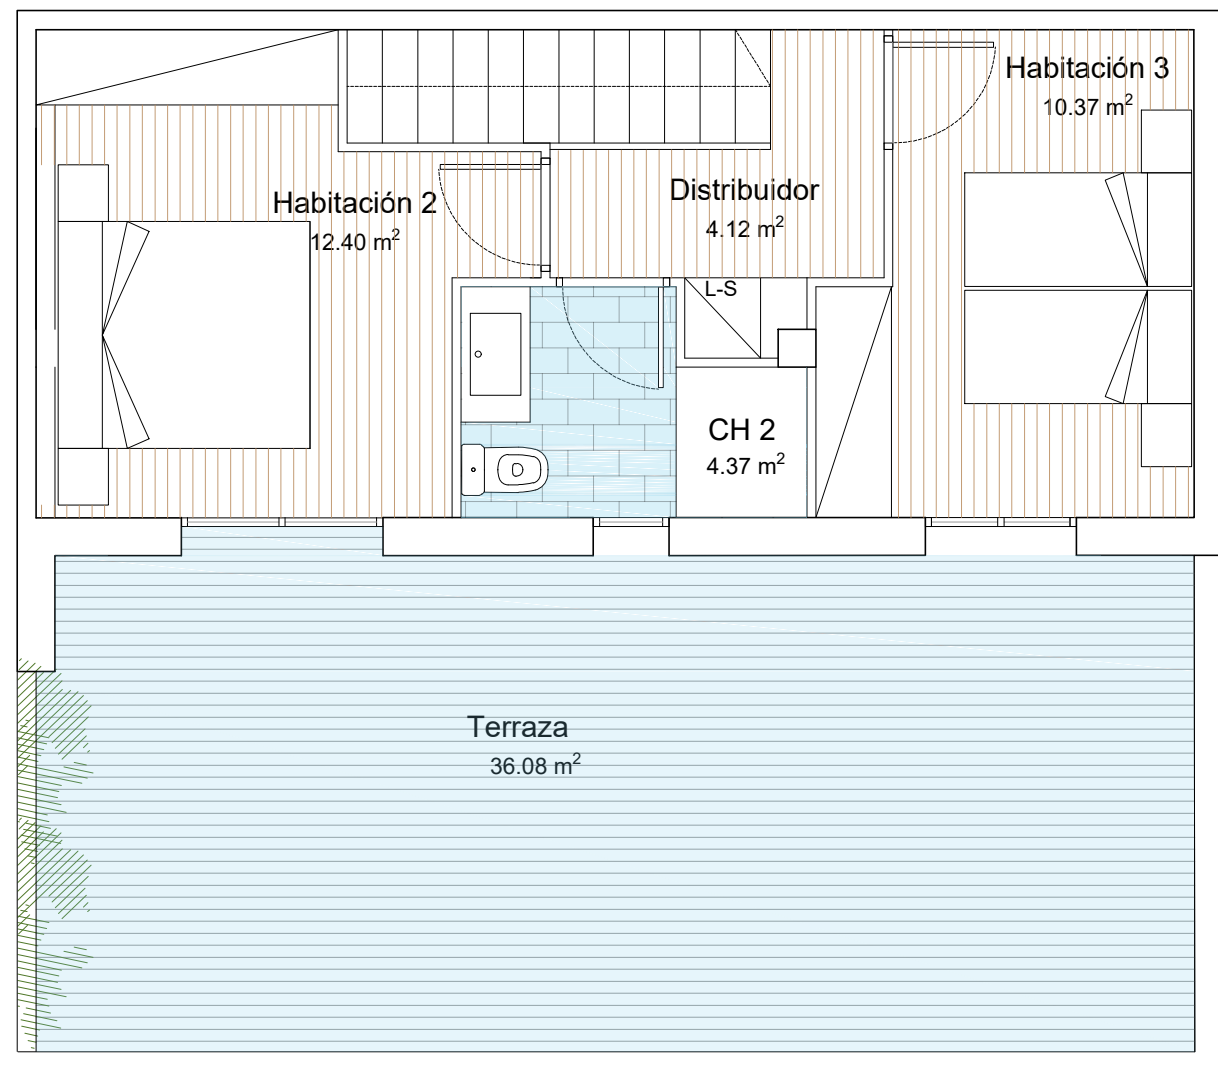 Habitación 3
10.37 m²
Habitación 2
12.40 m²
Distribuidor
4.12 m²
L-S
CH 2
4.37 m²
Terraza
36.08 m²